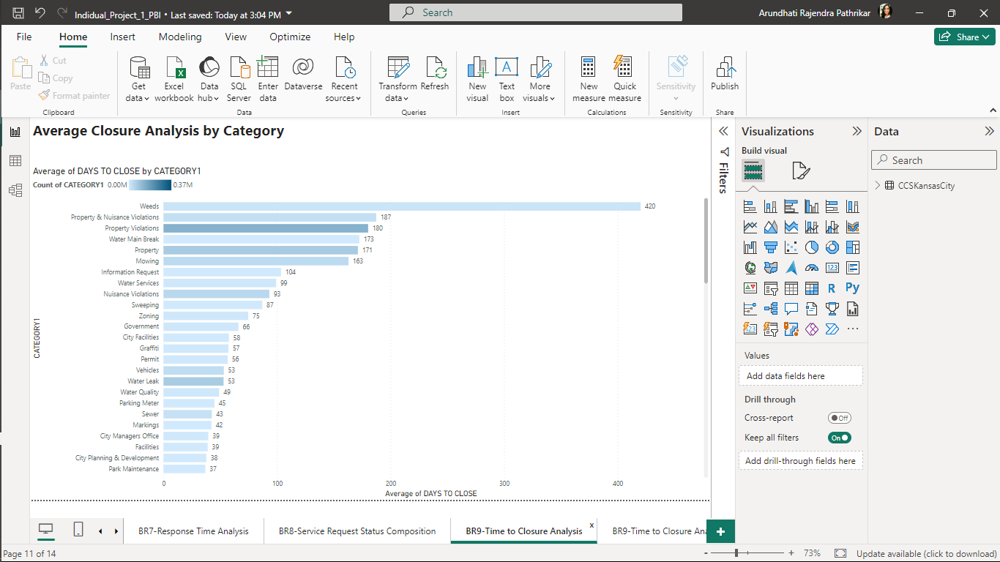 Indidual_Project_1_PBI • Last saved: Today at 3:04 PM
Search
Arundhati Rajendra Pathrikar
File Home Insert Modeling View Optimize Help
Share
Paste
Cut
Copy
Format painter
Clipboard
Get data
Excel workbook
Data hub
SQL Server
Enter data
Dataverse
Recent sources
Data
Transform data
Refresh
Queries
New visual
Text box
More visuals
Insert
New measure
Quick measure
Calculations
Sensitivity
Sensitivity
Publish
Share
Average Closure Analysis by Category
Average of DAYS TO CLOSE by CATEGORY1
Count of CATEGORY1 0.00M 0.37M
CATEGORY1
Weeds 420
Property & Nuisance Violations 187
Property Violations 180
Water Main Break 173
Property 171
Mowing 163
Information Request 104
Water Services 99
Nuisance Violations 93
Sweeping 87
Zoning 75
Government 66
City Facilities 58
Graffiti 57
Permit 56
Vehicles 53
Water Leak 53
Water Quality 49
Parking Meter 45
Sewer 43
Markings 42
City Managers Office 39
Facilities 39
City Planning & Development 38
Park Maintenance 37
0 100 200 300 400
Average of DAYS TO CLOSE
Filters
Visualizations
Build visual
123
R Py
123
Values
Add data fields here
Drill through
Cross-report Off
Keep all filters On
Add drill-through fields here
Data
Search
CCSKansasCity
BR7-Response Time Analysis
BR8-Service Request Status Composition
BR9-Time to Closure Analysis x
BR9-Time to Closure Ana
+
Page 11 of 14
- + 73%
Update available (click to download)